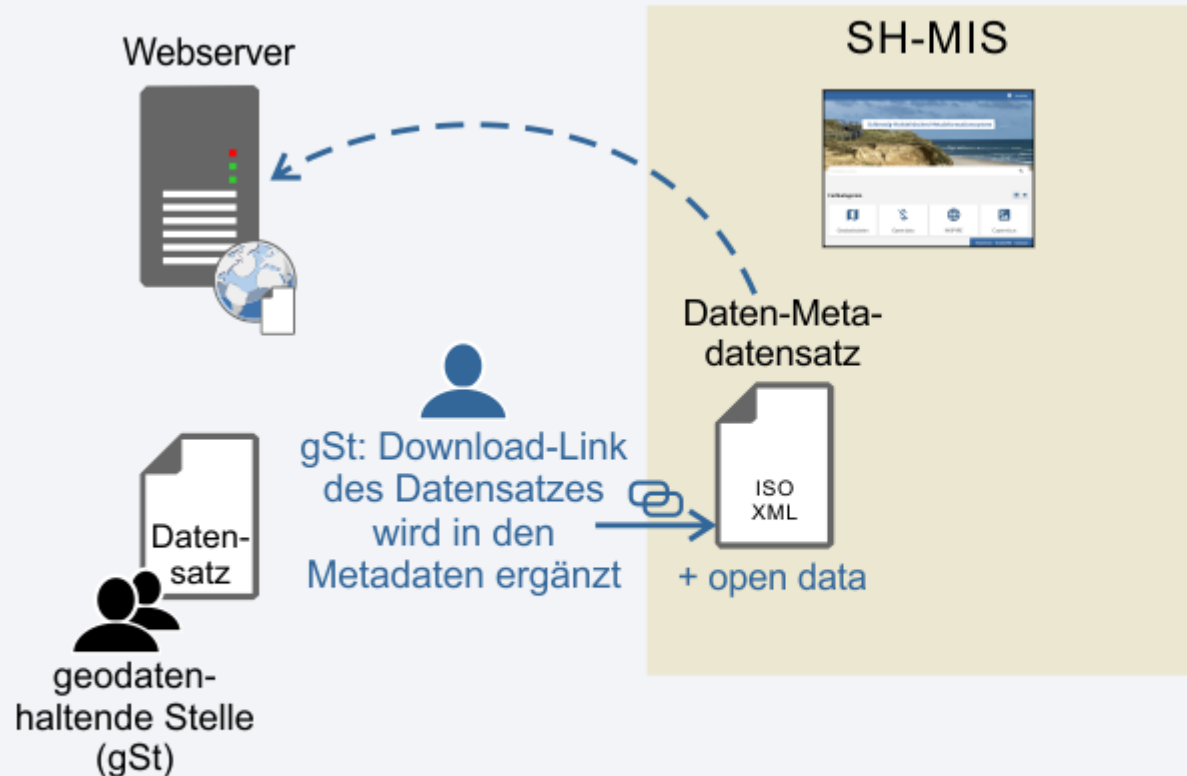 Webserver
SH-MIS
Daten-Meta-
datensatz
gSt: Download-Link
des Datensatzes
wird in den
Metadaten ergänzt
ISO
XML
+ open data
Daten-
satz
geodaten-
haltende Stelle
(gSt)